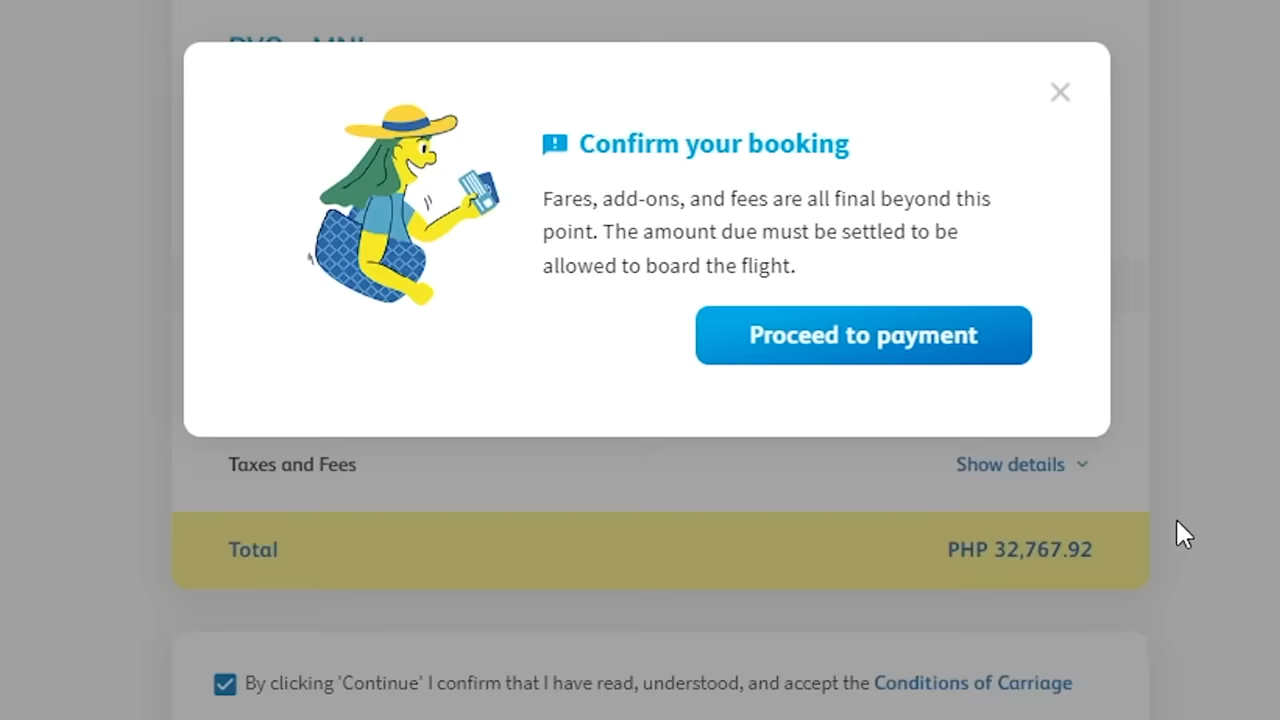 Confirm your booking
Fares, add-ons, and fees are all final beyond this
point. The amount due must be settled to be
allowed to board the flight.
Proceed to payment
Taxes and Fees Show details
Total PHP 32,767.92
By clicking 'Continue' I confirm that I have read, understood, and accept the Conditions of Carriage